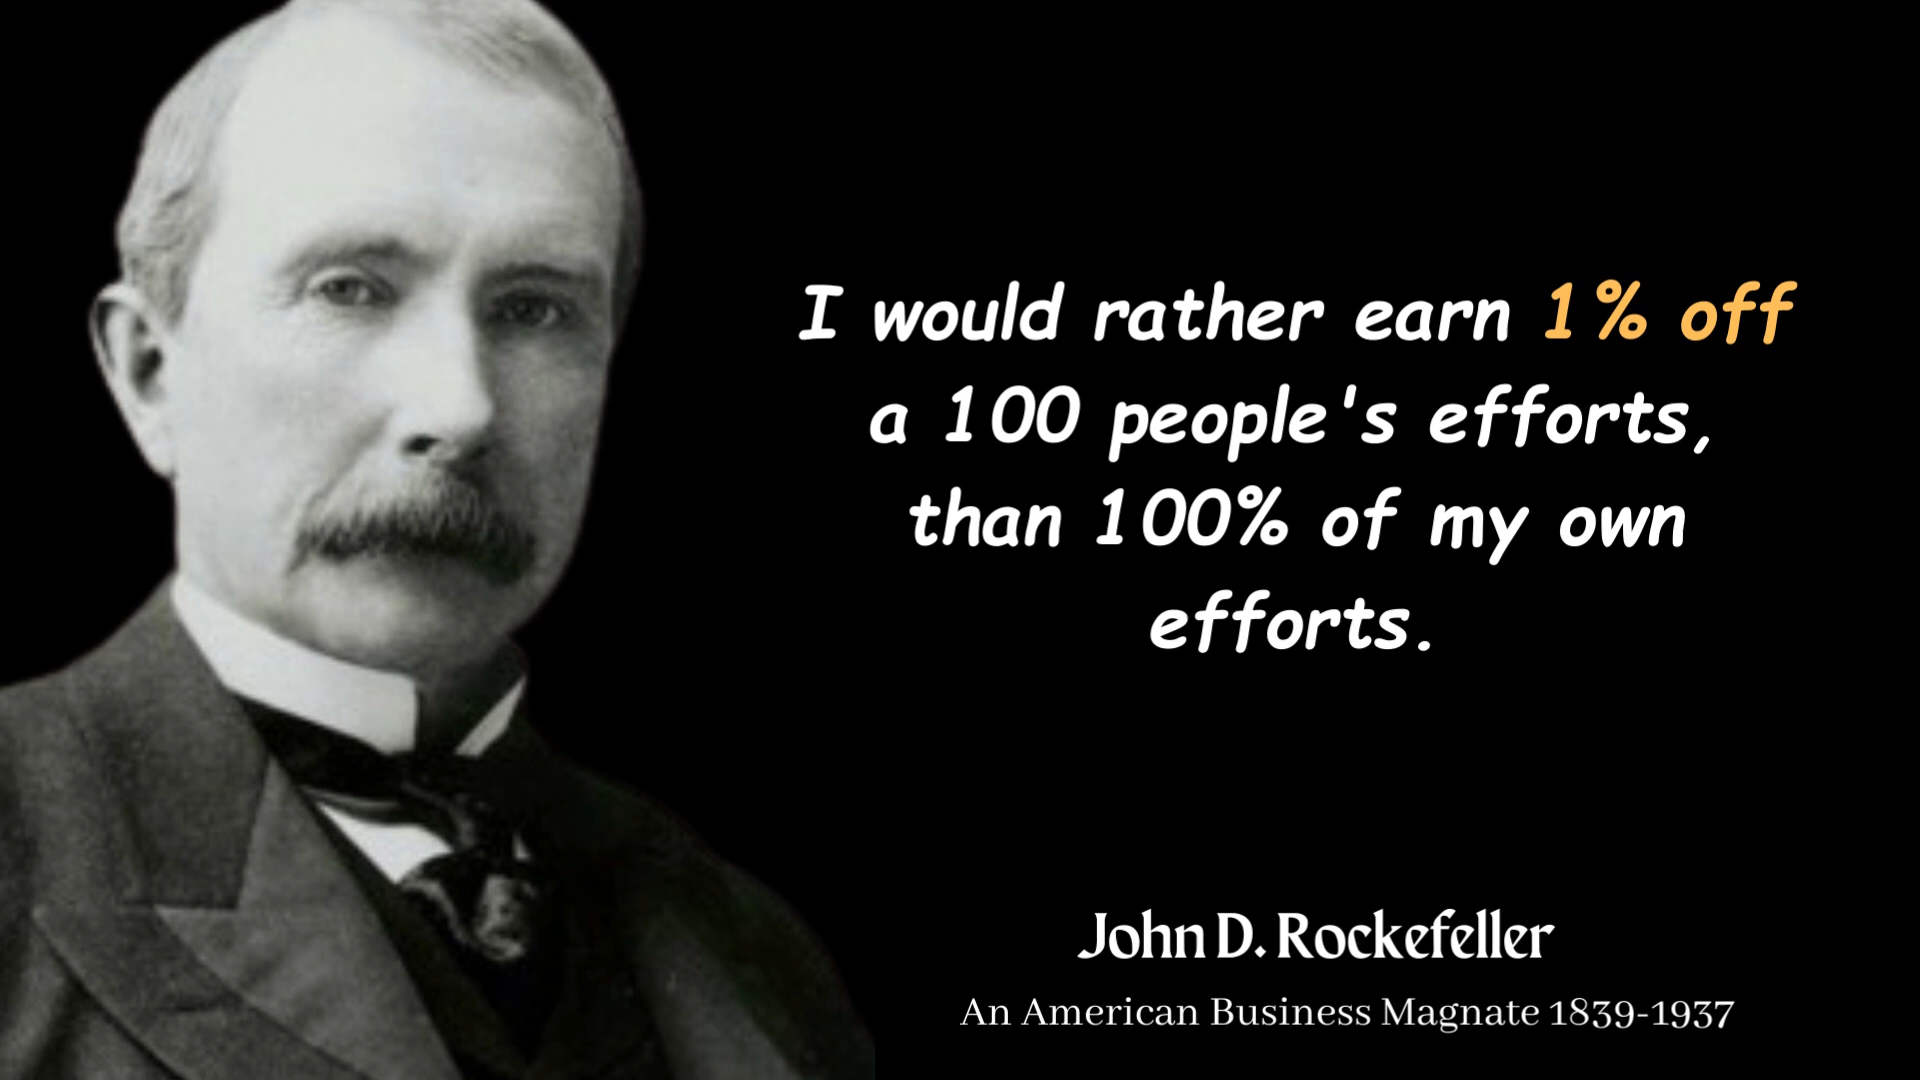 I would rather earn 1% off
a 100 people's efforts,
than 100% of my own
efforts.
John D. Rockefeller
An American Business Magnate 1839-1937